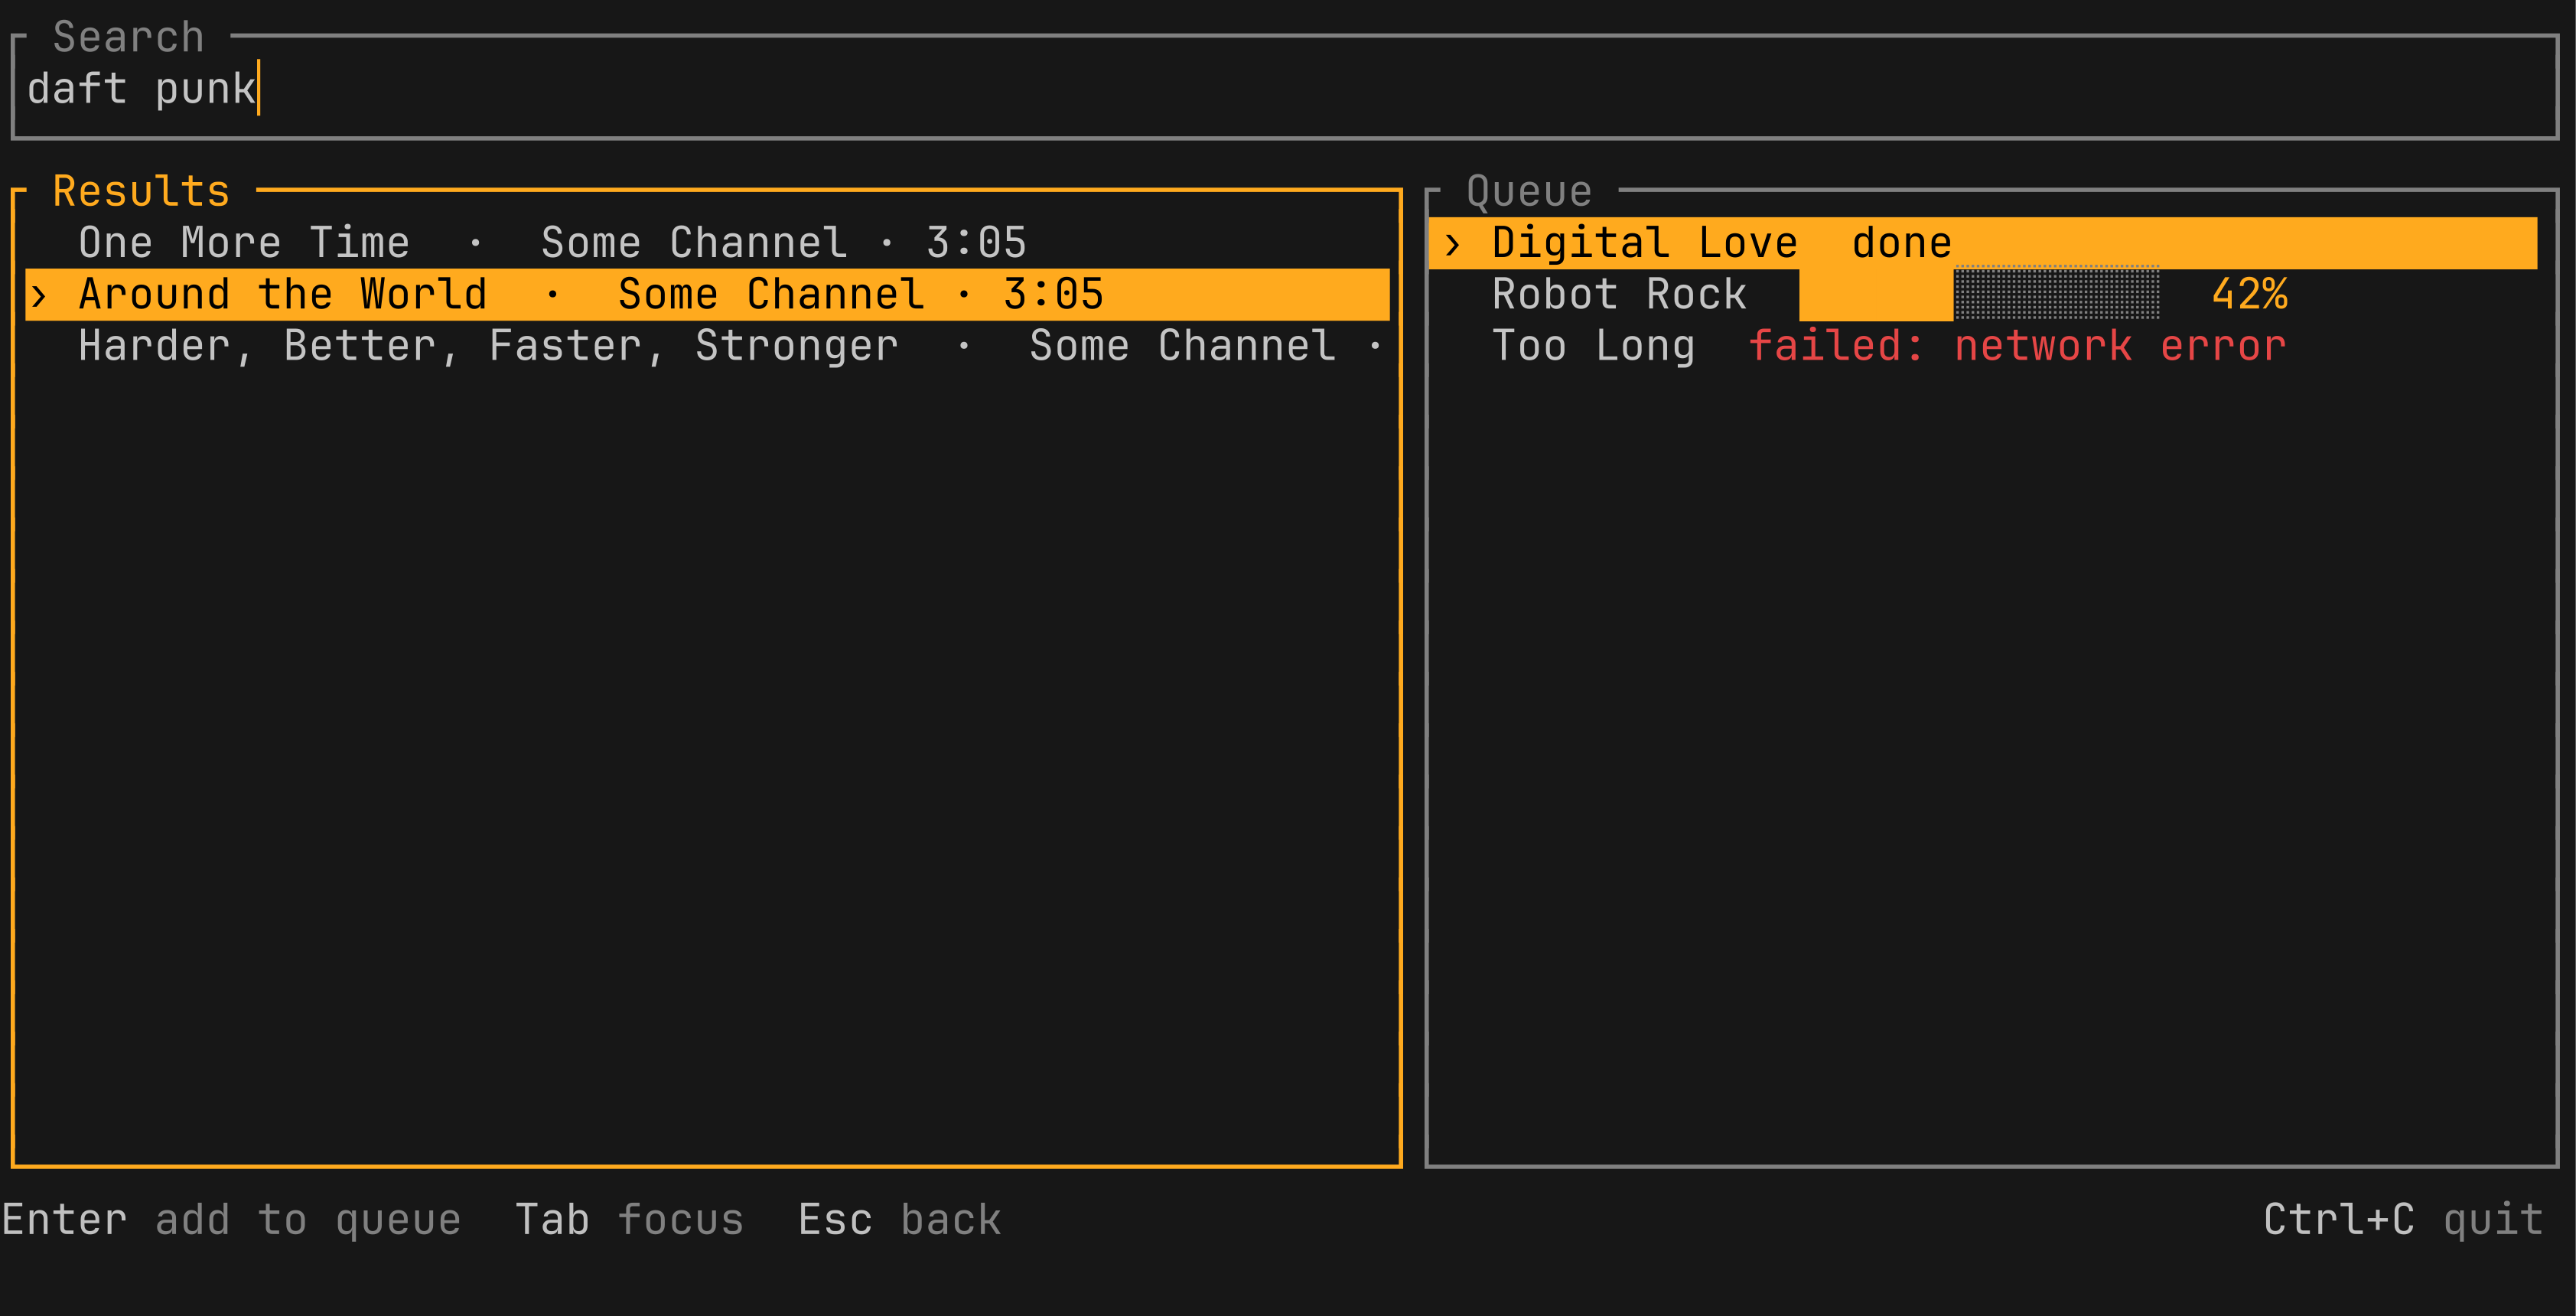 Search
daft punk
Results
One More Time · Some Channel · 3:05
› Around the World · Some Channel · 3:05
Harder, Better, Faster, Stronger · Some Channel ·
Queue
› Digital Love done
Robot Rock 42%
Too Long failed: network error
Enter add to queue Tab focus Esc back Ctrl+C quit